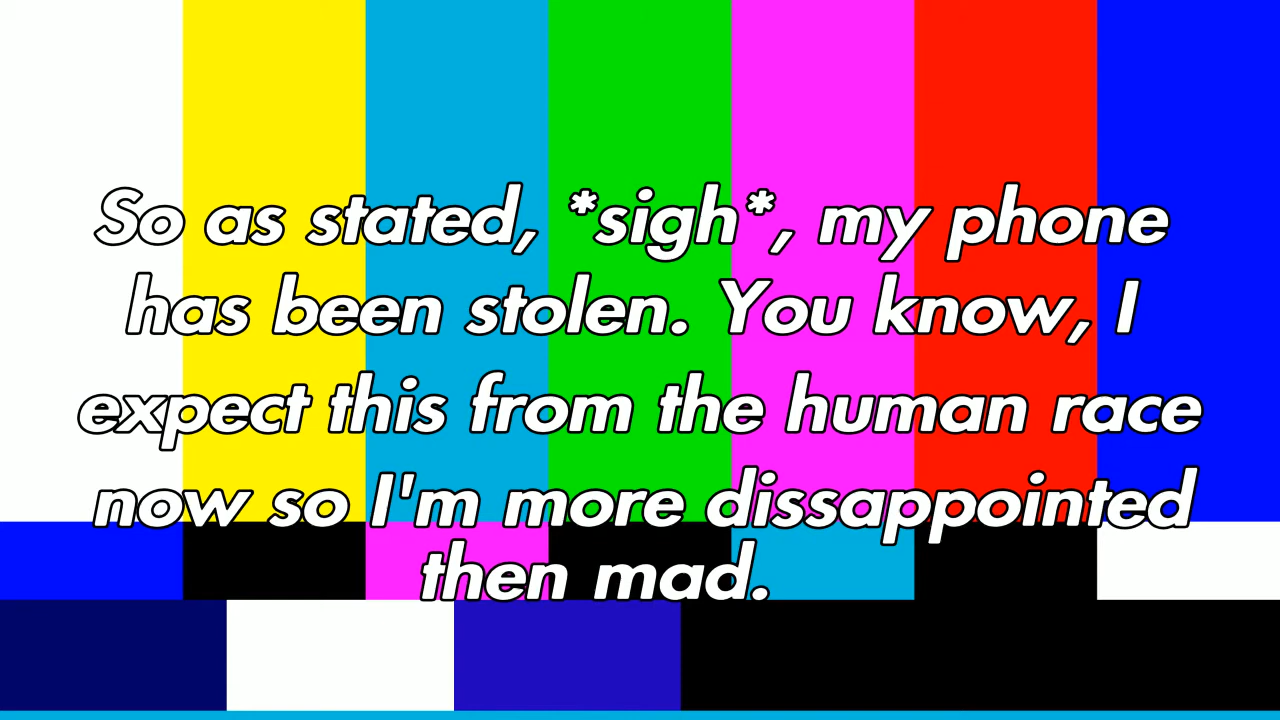 So as stated, *sigh*, my phone
has been stolen. You know, I
expect this from the human race
now so I'm more dissappointed
then mad.